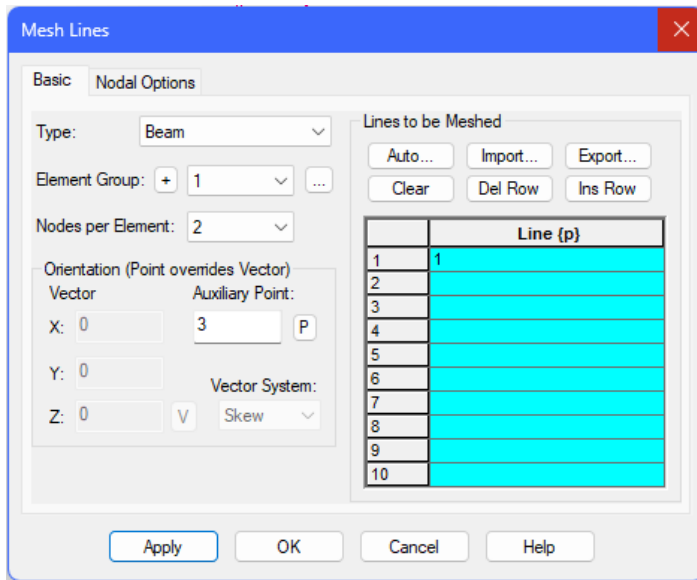 Mesh Lines
Basic
Nodal Options
Type:
Beam
Element Group:
+
1
...
Nodes per Element:
2
Orientation (Point overrides Vector)
Vector
Auxiliary Point:
X:
0
3
P
Y:
0
Vector System:
Z:
0
V
Skew
Lines to be Meshed
Auto...
Import...
Export...
Clear
Del Row
Ins Row
Line {p}
1
1
2
3
4
5
6
7
8
9
10
Apply
OK
Cancel
Help